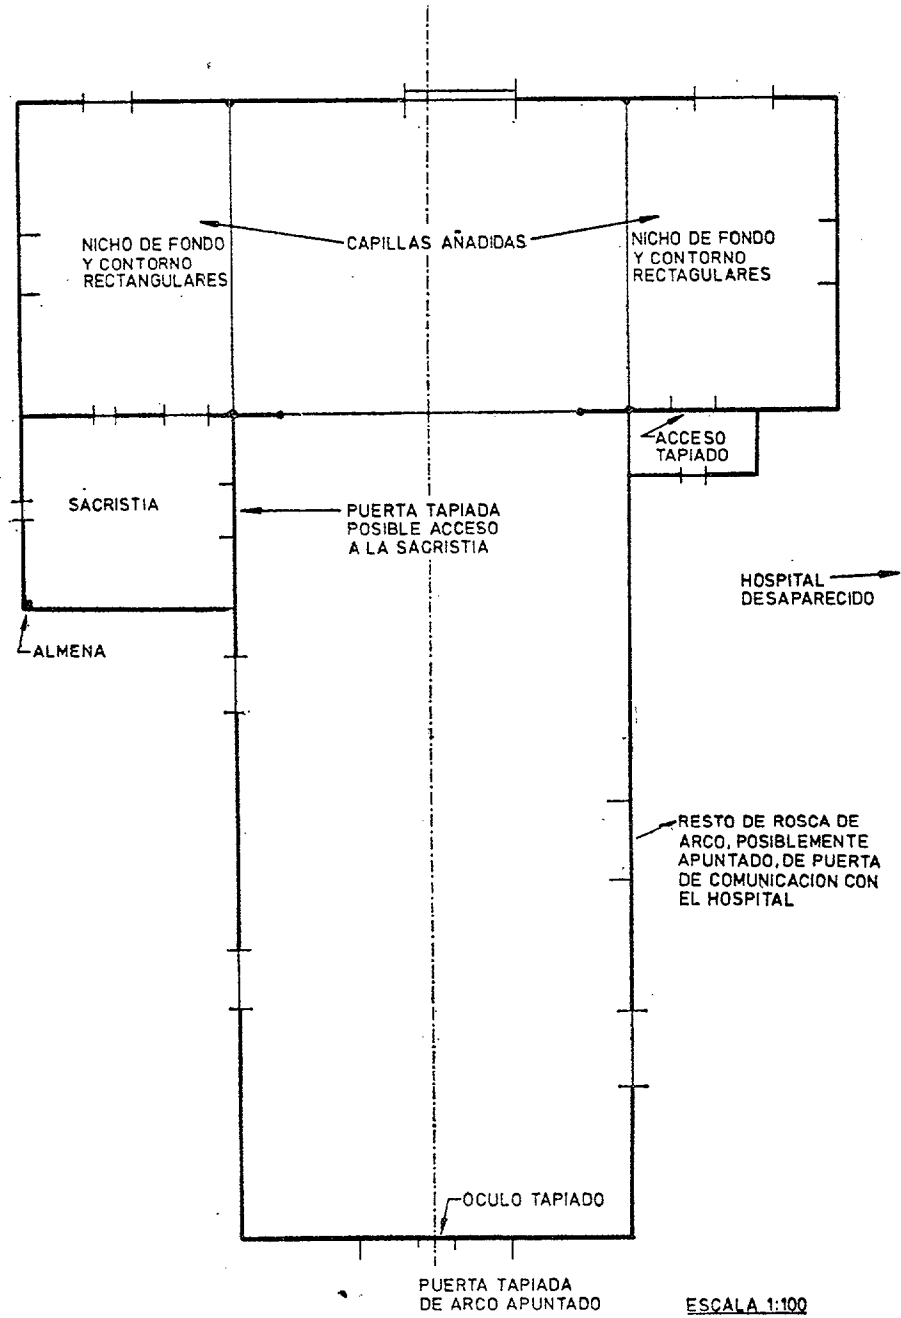 NICHO DE FONDO
Y CONTORNO
RECTANGULARES
CAPILLAS AÑADIDAS
NICHO DE FONDO
Y CONTORNO
RECTAGULARES
ACCESO
TAPIADO
SACRISTIA
PUERTA TAPIADA
POSIBLE ACCESO
A LA SACRISTIA
HOSPITAL
DESAPARECIDO
ALMENA
RESTO DE ROSCA DE
ARCO, POSIBLEMENTE
APUNTADO, DE PUERTA
DE COMUNICACION CON
EL HOSPITAL
OCULO TAPIADO
PUERTA TAPIADA
DE ARCO APUNTADO
ESCALA 1:100